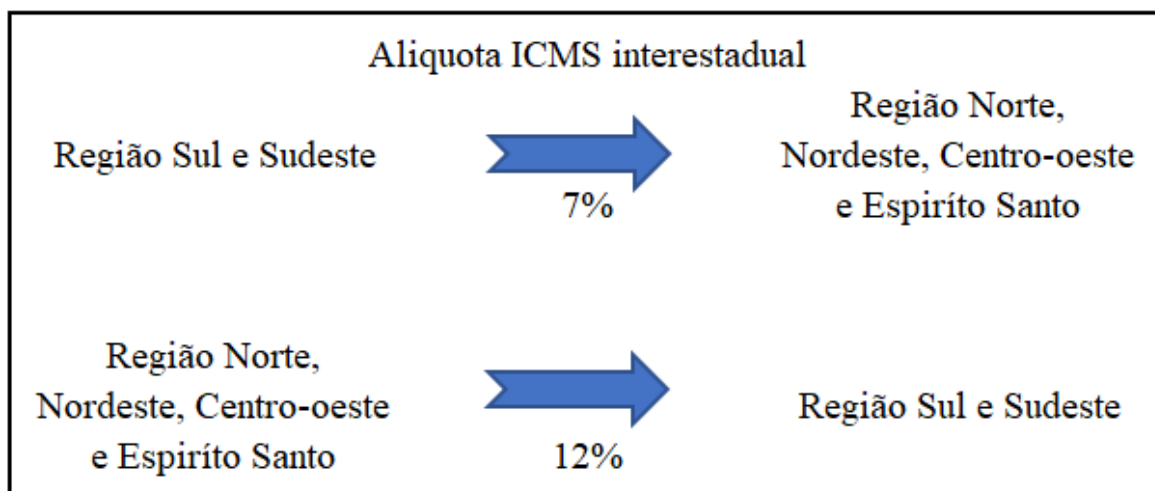 Aliquota ICMS interestadual
Região Sul e Sudeste
7%
Região Norte,
Nordeste, Centro-oeste
e Espiríto Santo
Região Norte,
Nordeste, Centro-oeste
e Espiríto Santo
12%
Região Sul e Sudeste